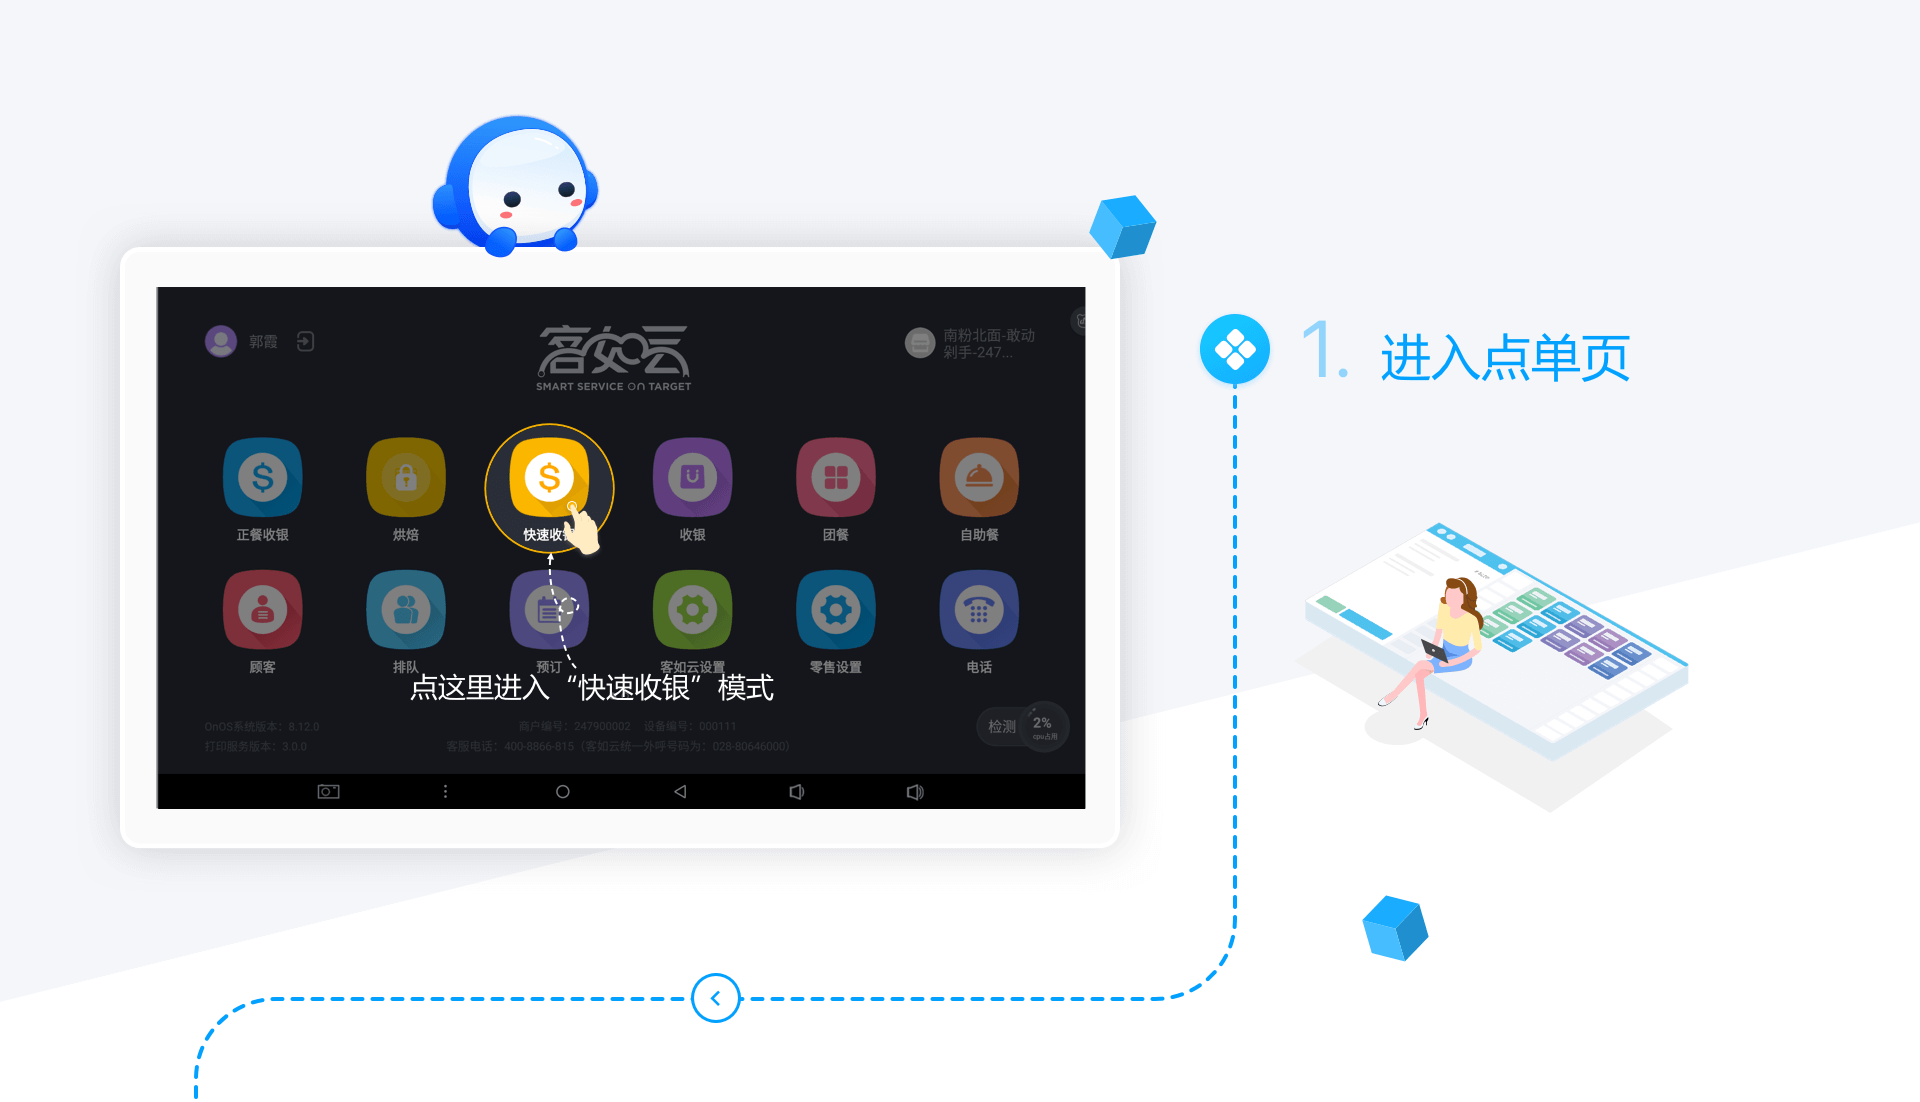 郭霞
客如云
SMART SERVICE On TARGET
南粉北面-敢动
剁手-247...
正餐收银
烘焙
快速收
收银
团餐
自助餐
顾客
排队
预订
客如云设置
零售设置
电话
点这里进入“快速收银”模式
OnOS系统版本：8.12.0
打印服务版本：3.0.0
商户编号：247900002 设备编号：000111
客服电话：400-8866-815（客如云统一外呼号码为：028-80646000）
检测
2%
cpu占用
1. 进入点单页